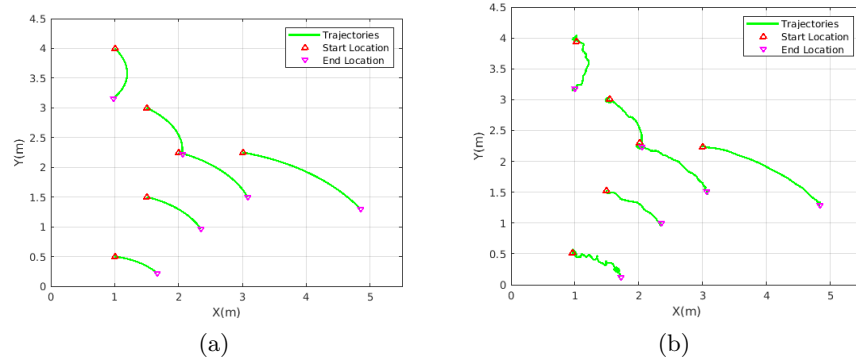 4.5
4
3.5
3
2.5
2
1.5
1
0.5
0
Y(m)
0 1 2 3 4 5
X(m)
Trajectories
Start Location
End Location
(a)
4.5
4
3.5
3
2.5
2
1.5
1
0.5
0
Y(m)
0 1 2 3 4 5
X(m)
Trajectories
Start Location
End Location
(b)